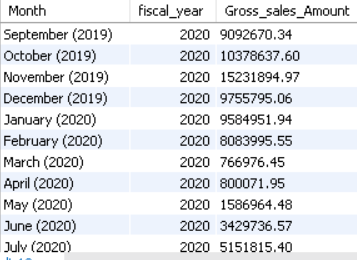 Month fiscal_year Gross_sales_Amount
September (2019) 2020 9092670.34
October (2019) 2020 10378637.60
November (2019) 2020 15231894.97
December (2019) 2020 9755795.06
January (2020) 2020 9584951.94
February (2020) 2020 8083995.55
March (2020) 2020 766976.45
April (2020) 2020 800071.95
May (2020) 2020 1586964.48
June (2020) 2020 3429736.57
July (2020) 2020 5151815.40